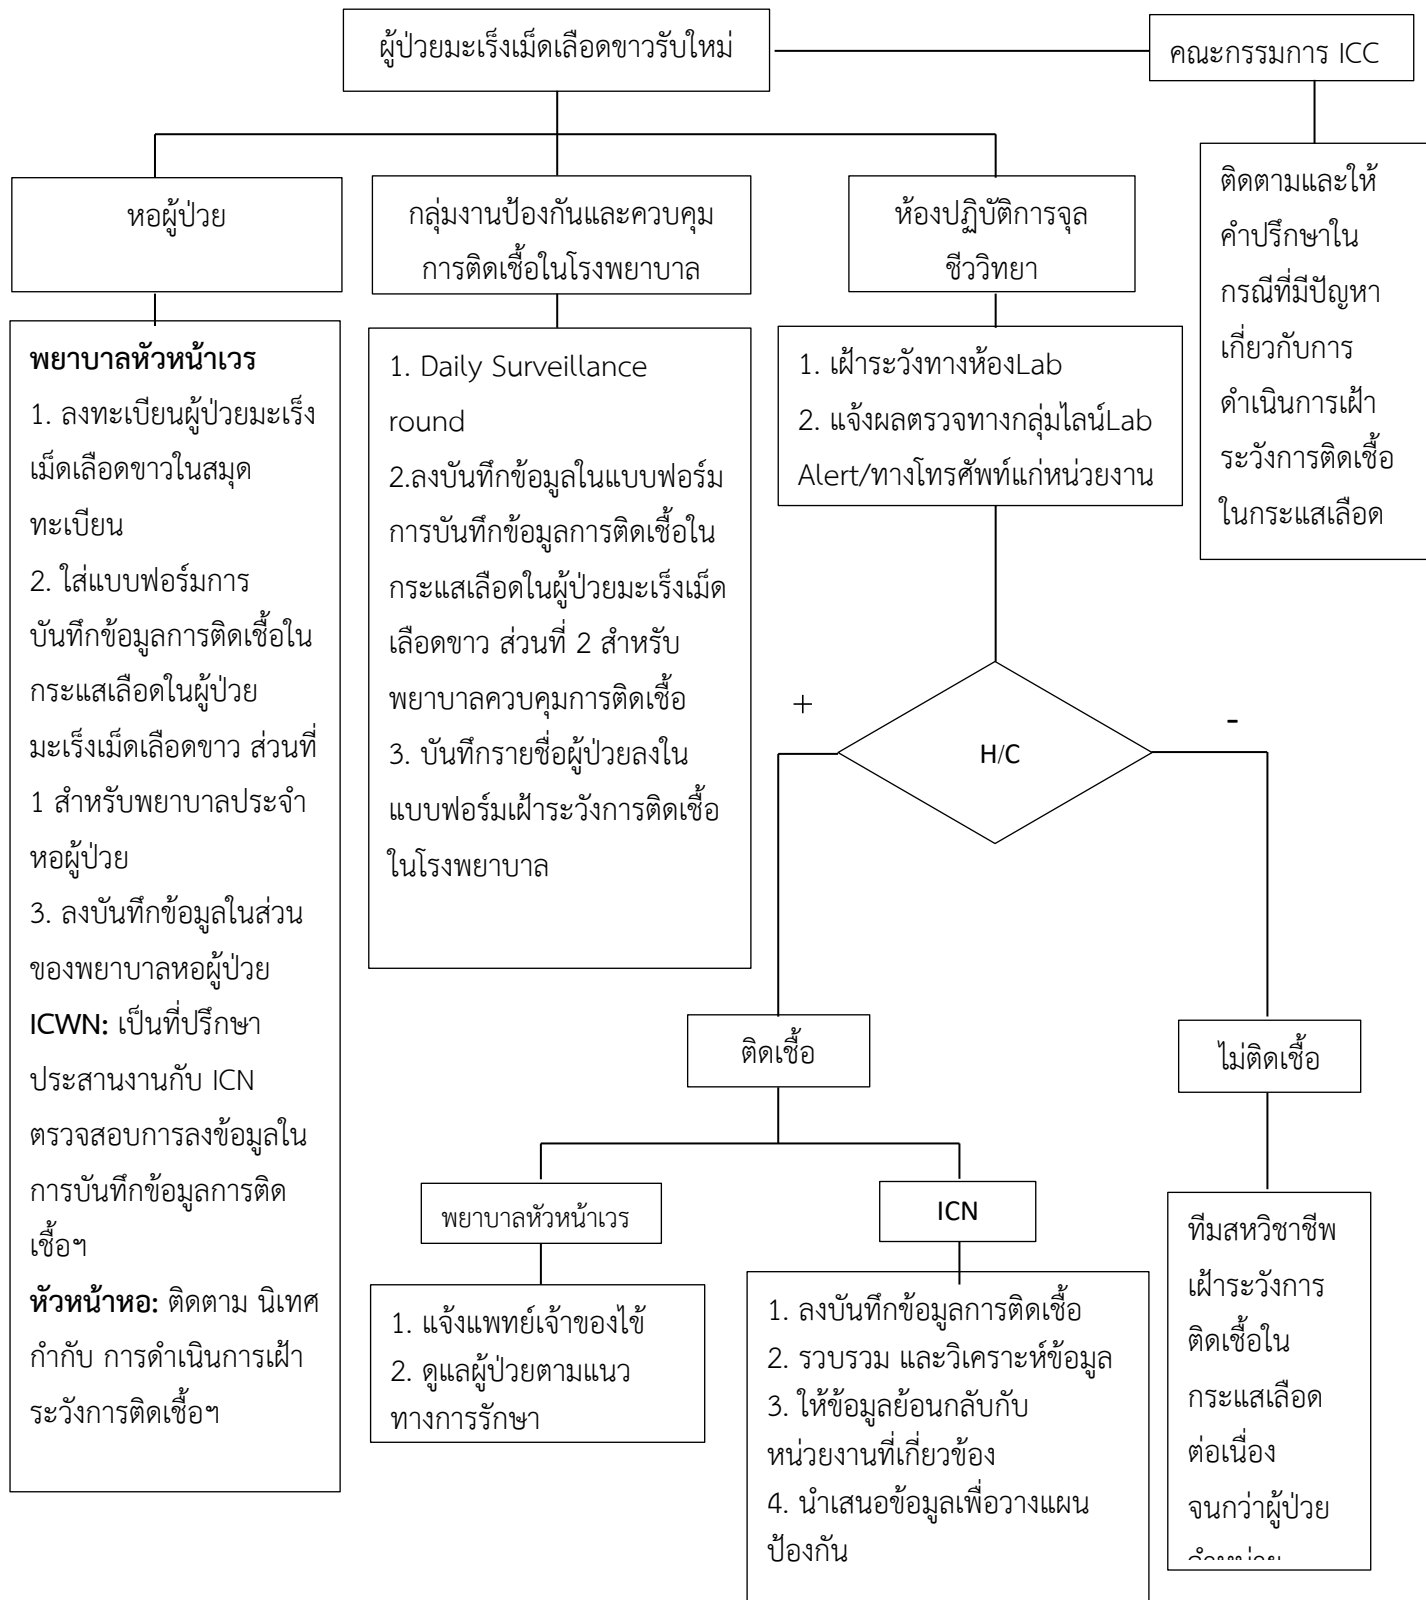 ผู้ป่วยมะเร็งเม็ดเลือดขาวรับใหม่
คณะกรรมการ ICC
ติดตามและให้
คำปรึกษาใน
กรณีที่มีปัญหา
เกี่ยวกับการ
ดำเนินการเฝ้า
ระวังการติดเชื้อ
ในกระแสเลือด
หอผู้ป่วย
กลุ่มงานป้องกันและควบคุม
การติดเชื้อในโรงพยาบาล
ห้องปฏิบัติการจุล
ชีววิทยา
พยาบาลหัวหน้าเวร
1. ลงทะเบียนผู้ป่วยมะเร็ง
เม็ดเลือดขาวในสมุด
ทะเบียน
2. ใส่แบบฟอร์มการ
บันทึกข้อมูลการติดเชื้อใน
กระแสเลือดในผู้ป่วย
มะเร็งเม็ดเลือดขาว ส่วนที่
1 สำหรับพยาบาลประจำ
หอผู้ป่วย
3. ลงบันทึกข้อมูลในส่วน
ของพยาบาลหอผู้ป่วย
ICWN: เป็นที่ปรึกษา
ประสานงานกับ ICN
ตรวจสอบการลงข้อมูลใน
การบันทึกข้อมูลการติด
เชื้อฯ
หัวหน้าหอ: ติดตาม นิเทศ
กำกับ การดำเนินการเฝ้า
ระวังการติดเชื้อฯ
1. Daily Surveillance
round
2.ลงบันทึกข้อมูลในแบบฟอร์ม
การบันทึกข้อมูลการติดเชื้อใน
กระแสเลือดในผู้ป่วยมะเร็งเม็ด
เลือดขาว ส่วนที่ 2 สำหรับ
พยาบาลควบคุมการติดเชื้อ
3. บันทึกรายชื่อผู้ป่วยลงใน
แบบฟอร์มเฝ้าระวังการติดเชื้อ
ในโรงพยาบาล
1. เฝ้าระวังทางห้องLab
2. แจ้งผลตรวจทางกลุ่มไลน์Lab
Alert/ทางโทรศัพท์แก่หน่วยงาน
+
-
H/C
ติดเชื้อ
ไม่ติดเชื้อ
พยาบาลหัวหน้าเวร
ICN
1. แจ้งแพทย์เจ้าของไข้
2. ดูแลผู้ป่วยตามแนว
ทางการรักษา
1. ลงบันทึกข้อมูลการติดเชื้อ
2. รวบรวม และวิเคราะห์ข้อมูล
3. ให้ข้อมูลย้อนกลับกับ
หน่วยงานที่เกี่ยวข้อง
4. นำเสนอข้อมูลเพื่อวางแผน
ป้องกัน
ทีมสหวิชาชีพ
เฝ้าระวังการ
ติดเชื้อใน
กระแสเลือด
ต่อเนื่อง
จนกว่าผู้ป่วย